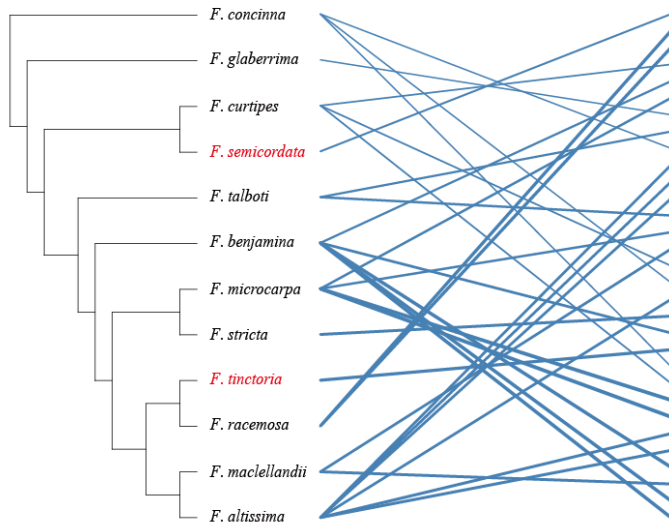 F. concinna
F. glaberrima
F. curtipes
F. semicordata
F. talboti
F. benjamina
F. microcarpa
F. stricta
F. tinctoria
F. racemosa
F. maclellandii
F. altissima